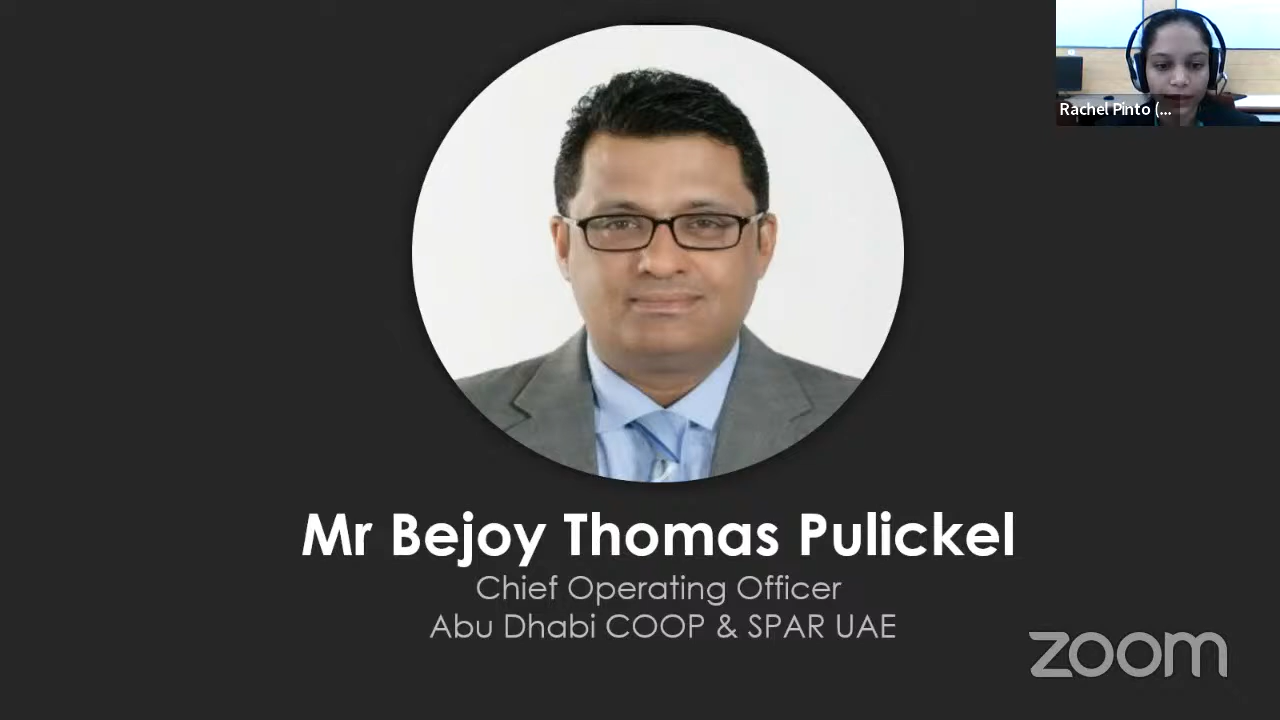 Rachel Pinto (...
Mr Bejoy Thomas Pulickel
Chief Operating Officer
Abu Dhabi COOP & SPAR UAE
zoom